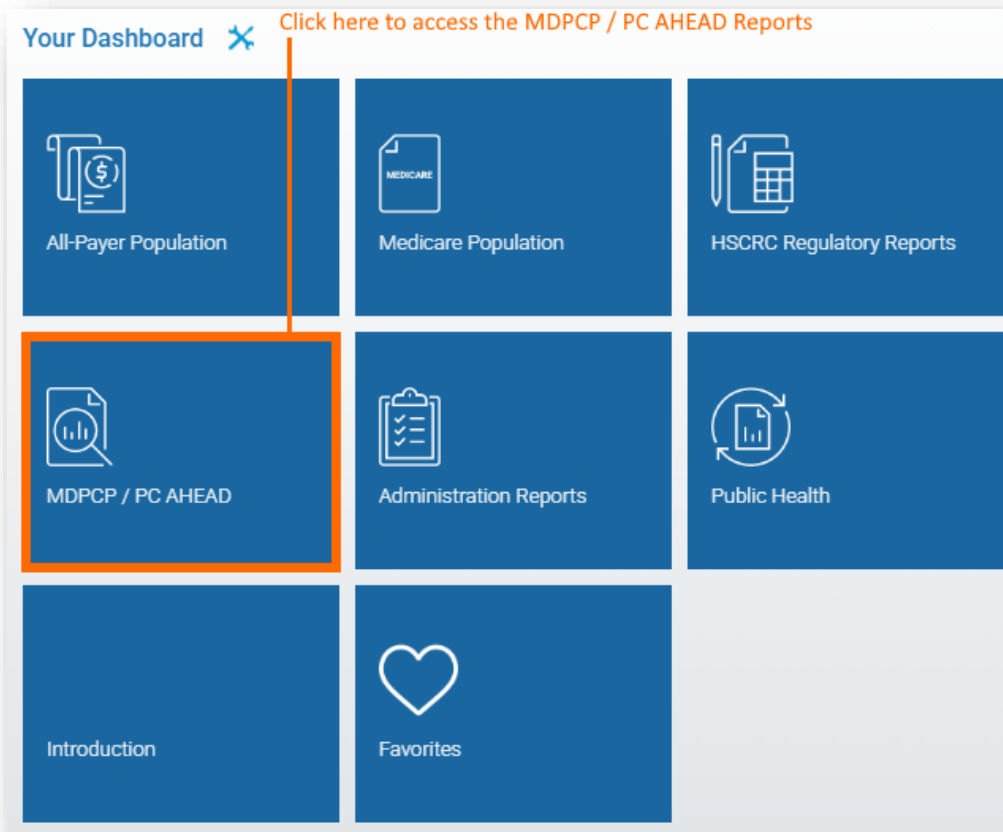 Click here to access the MDPCP / PC AHEAD Reports
Your Dashboard
All-Payer Population
MEDICARE
Medicare Population
HSCRC Regulatory Reports
MDPCP / PC AHEAD
Administration Reports
Public Health
Introduction
Favorites